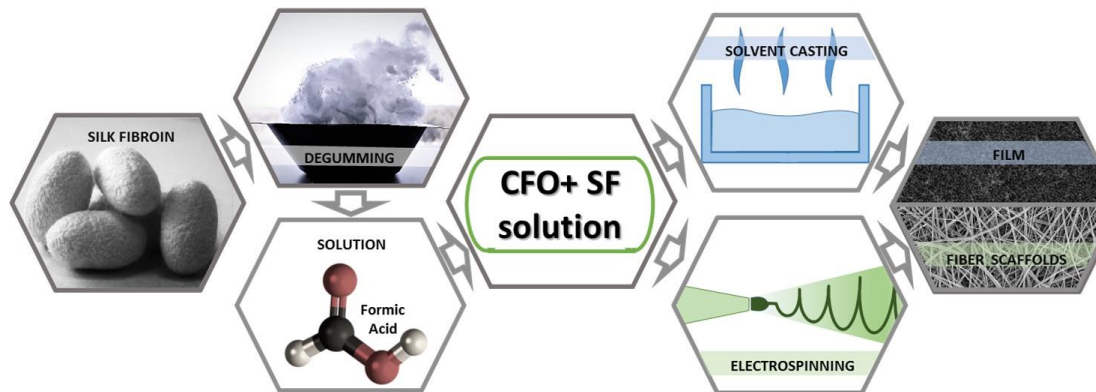 SILK FIBROIN
DEGUMMING
SOLUTION
Formic
Acid
CFO+ SF
solution
SOLVENT CASTING
ELECTROSPINNING
FILM
FIBER SCAFFOLDS